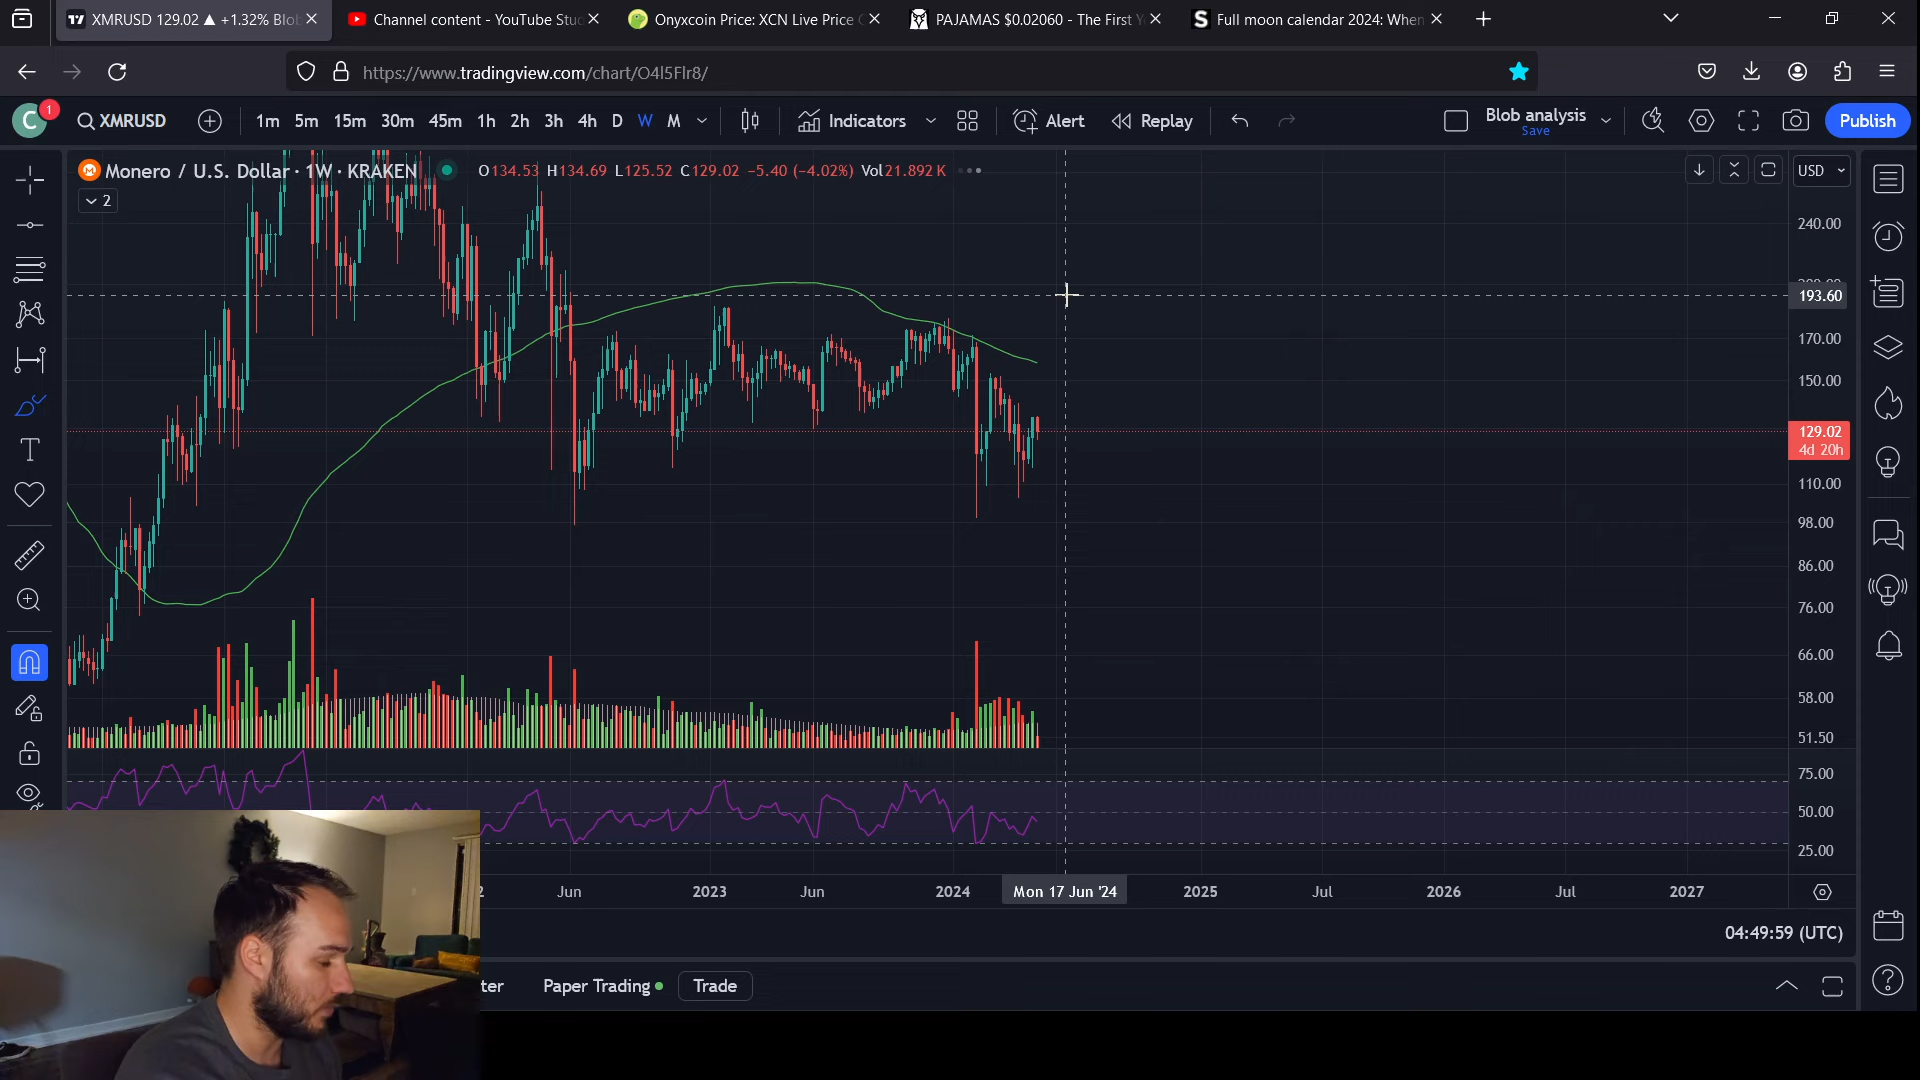 XMRUSD 129.02 ▲ +1.32% Blo
Channel content - YouTube Stu
Onyxcoin Price: XCN Live Price
PAJAMAS $0.02060 - The First Y
Full moon calendar 2024: When
https://www.tradingview.com/chart/O4l5FIr8/
C 1
XMRUSD
1m 5m 15m 30m 45m 1h 2h 3h 4h D W M
Indicators
Alert
Replay
Blob analysis
Save
Publish
Monero / U.S. Dollar · 1W · KRAKEN
O134.53 H134.69 L125.52 C129.02 −5.40 (−4.02%) Vol21.892 K
USD
2
240.00
193.60
170.00
150.00
129.02
4d 20h
110.00
98.00
86.00
76.00
66.00
58.00
51.50
75.00
50.00
25.00
2 Jun 2023 Jun 2024 Mon 17 Jun '24 2025 Jul 2026 Jul 2027
04:49:59 (UTC)
ter Paper Trading Trade